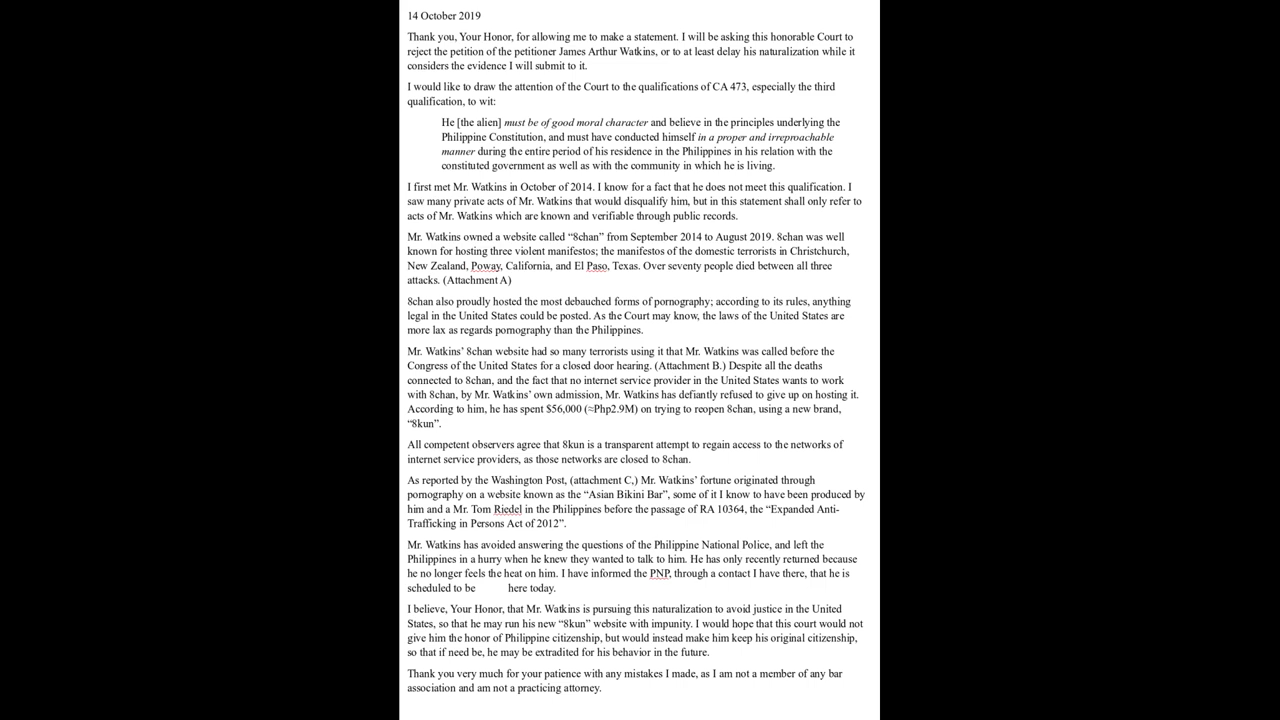 14 October 2019
Thank you, Your Honor, for allowing me to make a statement. I will be asking this honorable Court to
reject the petition of the petitioner James Arthur Watkins, or to at least delay his naturalization while it
considers the evidence I will submit to it.
I would like to draw the attention of the Court to the qualifications of CA 473, especially the third
qualification, to wit:
He [the alien] must be of good moral character and believe in the principles underlying the
Philippine Constitution, and must have conducted himself in a proper and irreproachable
manner during the entire period of his residence in the Philippines in his relation with the
constituted government as well as with the community in which he is living.
I first met Mr. Watkins in October of 2014. I know for a fact that he does not meet this qualification. I
saw many private acts of Mr. Watkins that would disqualify him, but in this statement shall only refer to
acts of Mr. Watkins which are known and verifiable through public records.
Mr. Watkins owned a website called “8chan” from September 2014 to August 2019. 8chan was well
known for hosting three violent manifestos; the manifestos of the domestic terrorists in Christchurch,
New Zealand, Poway, California, and El Paso, Texas. Over seventy people died between all three
attacks. (Attachment A)
8chan also proudly hosted the most debauched forms of pornography; according to its rules, anything
legal in the United States could be posted. As the Court may know, the laws of the United States are
more lax as regards pornography than the Philippines.
Mr. Watkins’ 8chan website had so many terrorists using it that Mr. Watkins was called before the
Congress of the United States for a closed door hearing. (Attachment B.) Despite all the deaths
connected to 8chan, and the fact that no internet service provider in the United States wants to work
with 8chan, by Mr. Watkins’ own admission, Mr. Watkins has defiantly refused to give up on hosting it.
According to him, he has spent $56,000 (≈Php2.9M) on trying to reopen 8chan, using a new brand,
“8kun”.
All competent observers agree that 8kun is a transparent attempt to regain access to the networks of
internet service providers, as those networks are closed to 8chan.
As reported by the Washington Post, (attachment C,) Mr. Watkins’ fortune originated through
pornography on a website known as the “Asian Bikini Bar”, some of it I know to have been produced by
him and a Mr. Tom Riedel in the Philippines before the passage of RA 10364, the “Expanded Anti-
Trafficking in Persons Act of 2012”.
Mr. Watkins has avoided answering the questions of the Philippine National Police, and left the
Philippines in a hurry when he knew they wanted to talk to him. He has only recently returned because
he no longer feels the heat on him. I have informed the PNP, through a contact I have there, that he is
scheduled to be here today.
I believe, Your Honor, that Mr. Watkins is pursuing this naturalization to avoid justice in the United
States, so that he may run his new “8kun” website with impunity. I would hope that this court would not
give him the honor of Philippine citizenship, but would instead make him keep his original citizenship,
so that if need be, he may be extradited for his behavior in the future.
Thank you very much for your patience with any mistakes I made, as I am not a member of any bar
association and am not a practicing attorney.